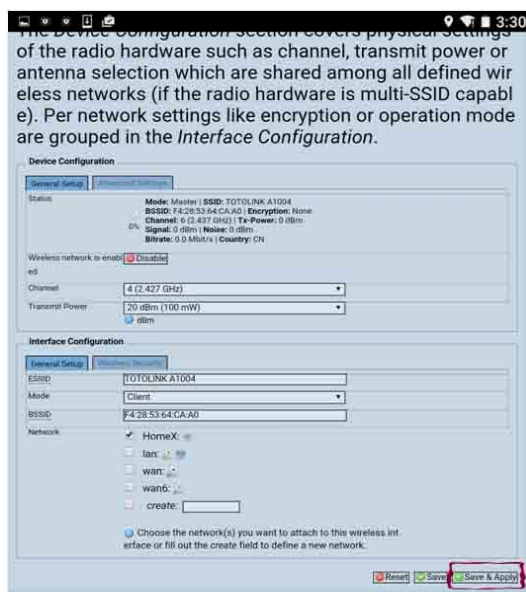 3:30
The Device Configuration section covers physical settings
of the radio hardware such as channel, transmit power or
antenna selection which are shared among all defined wir
eless networks (if the radio hardware is multi-SSID capabl
e). Per network settings like encryption or operation mode
are grouped in the Interface Configuration.
Device Configuration
General Setup Advanced Settings
Status
Mode: Master | SSID: TOTOLINK A1004
BSSID: F4:28:53:64:CA:A0 | Encryption: None
Channel: 6 (2.437 GHz) | Tx-Power: 0 dBm
0% Signal: 0 dBm | Noise: 0 dBm
Bitrate: 0.0 Mbit/s | Country: CN
Wireless network is enabl Disable
ed
Channel 4 (2.427 GHz)
Transmit Power 20 dBm (100 mW)
dBm
Interface Configuration
General Setup Wireless Security
ESSID TOTOLINK A1004
Mode Client
BSSID F4:28:53:64:CA:A0
Network HomeX:
lan:
wan:
wan6:
create:
Choose the network(s) you want to attach to this wireless int
erface or fill out the create field to define a new network.
Reset Save Save & Apply